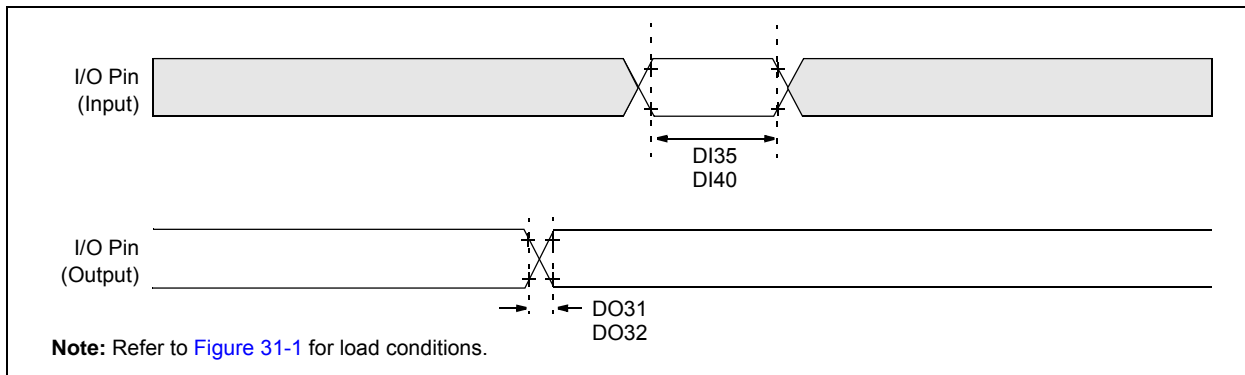 I/O Pin
(Input)
DI35
DI40
I/O Pin
(Output)
DO31
DO32
Note: Refer to Figure 31-1 for load conditions.